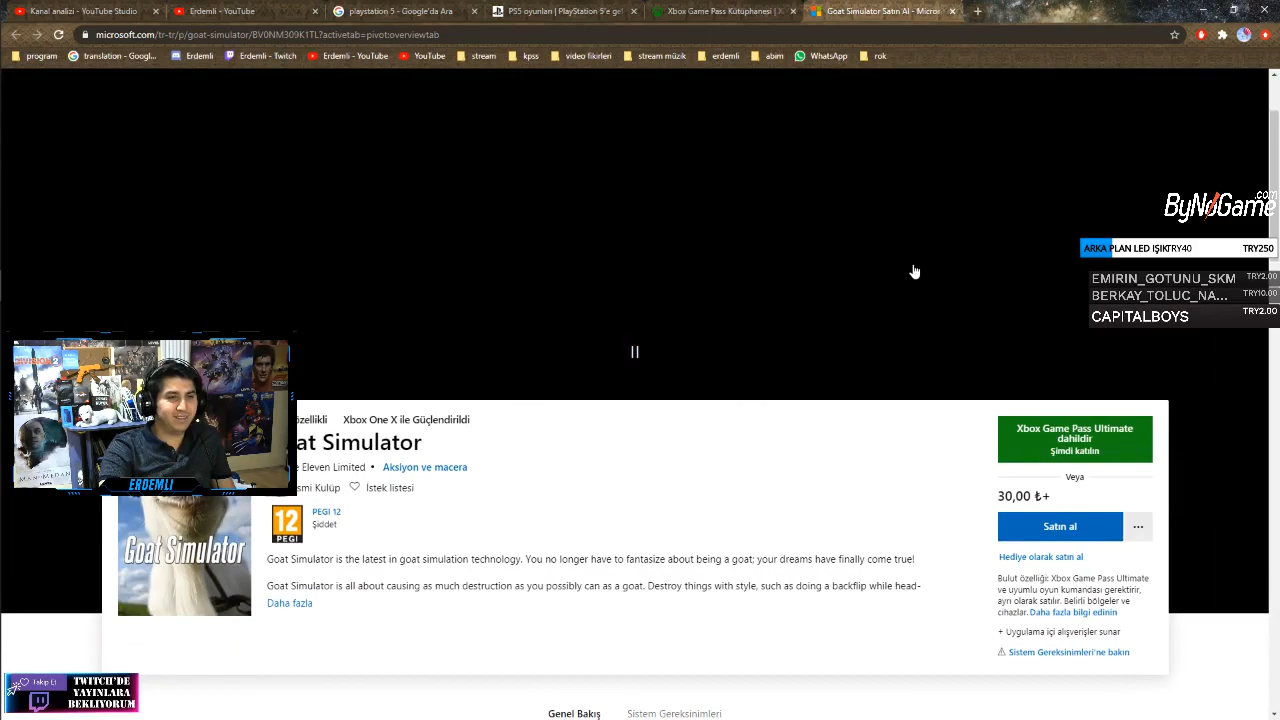 Kanal analizi - YouTube Studio
Erdemli - YouTube
playstation 5 - Google'da Ara
PS5 oyunları | PlayStation 5'e gel
Xbox Game Pass Kütüphanesi | X
Goat Simulator Satın Al - Micros
microsoft.com/tr-tr/p/goat-simulator/BV0NM309K1TL?activetab=pivot:overviewtab
program
translation - Googl...
Erdemli
Erdemli - Twitch
Erdemli - YouTube
YouTube
stream
kpss
video fikirleri
stream müzik
erdemli
abim
WhatsApp
rok
ByNoGame.com
ARKA PLAN LED IŞIK TRY40 TRY250
EMIRIN_GOTUNU_SKM TRY2.00
BERKAY_TOLUC_NA... TRY10.00
CAPITALBOYS TRY2.00
ERDEMLI
özellikli Xbox One X ile Güçlendirildi
at Simulator
e Eleven Limited • Aksiyon ve macera
smi Kulüp İstek listesi
12
PEGI
PEGI 12
Şiddet
Goat Simulator
Goat Simulator is the latest in goat simulation technology. You no longer have to fantasize about being a goat; your dreams have finally come true!
Goat Simulator is all about causing as much destruction as you possibly can as a goat. Destroy things with style, such as doing a backflip while head-
Daha fazla
Xbox Game Pass Ultimate
dahildir
Şimdi katılın
Veya
30,00 ₺+
Satın al
Hediye olarak satın al
Bulut özelliği: Xbox Game Pass Ultimate
ve uyumlu oyun kumandası gerektirir,
ayrı olarak satılır. Belirli bölgeler ve
cihazlar. Daha fazla bilgi edinin
+ Uygulama içi alışverişler sunar
Sistem Gereksinimleri'ne bakın
Takip Et
TWITCH'DE
YAYINLARA
BEKLIYORUM
Genel Bakış
Sistem Gereksinimleri